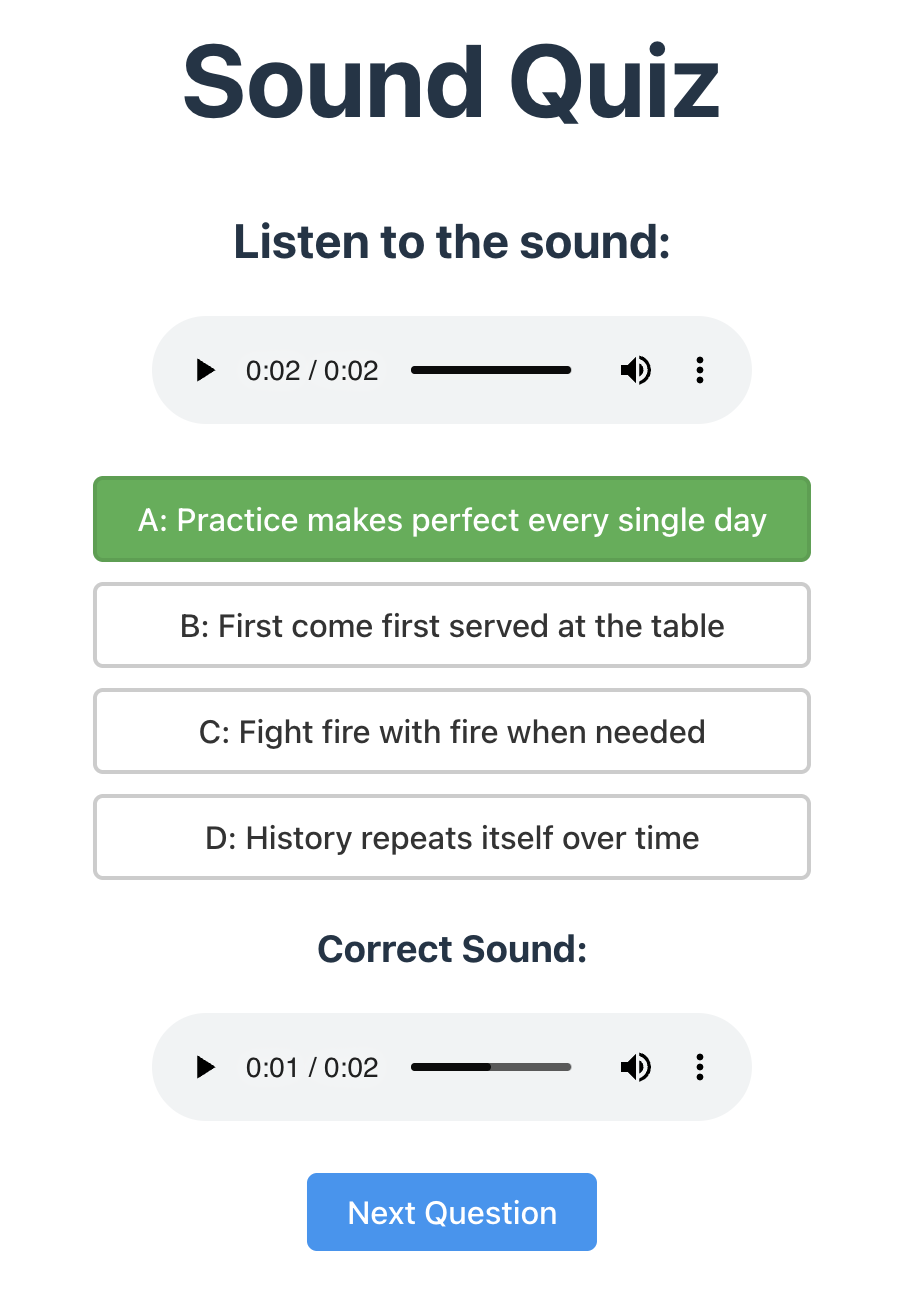 Sound Quiz
Listen to the sound:
0:02 / 0:02
A: Practice makes perfect every single day
B: First come first served at the table
C: Fight fire with fire when needed
D: History repeats itself over time
Correct Sound:
0:01 / 0:02
Next Question